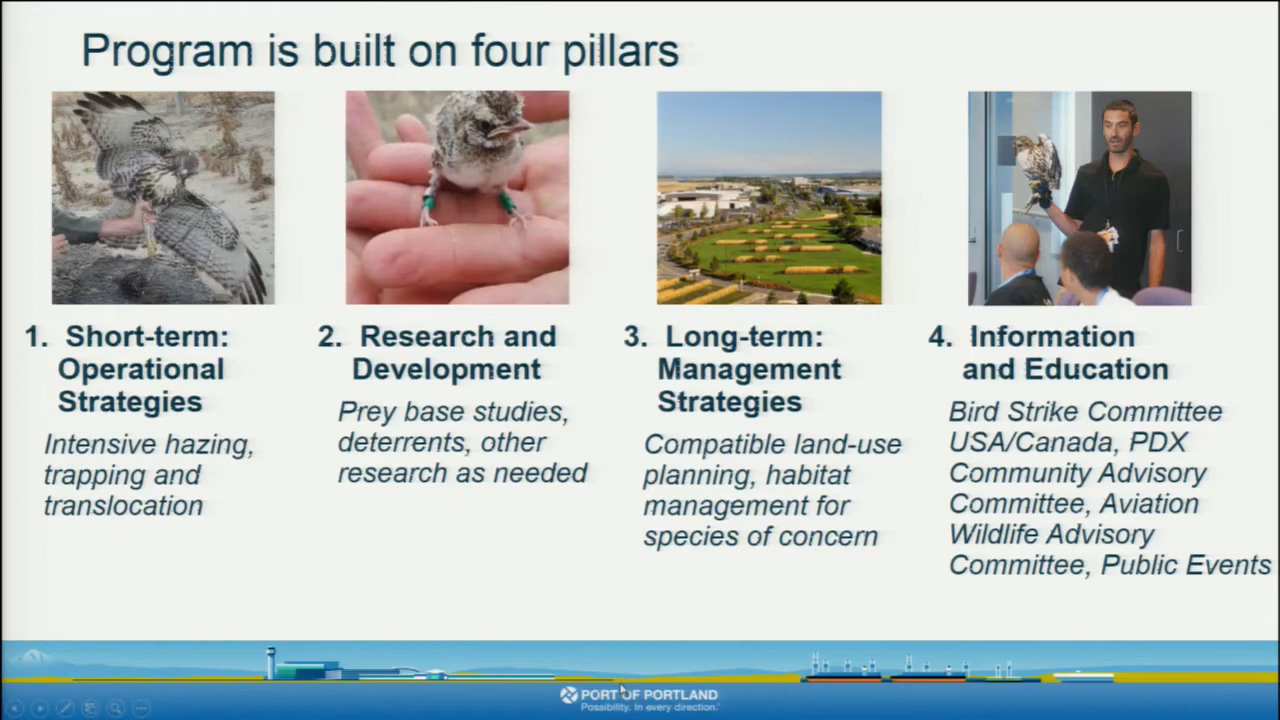 Program is built on four pillars
1. Short-term:
Operational
Strategies
Intensive hazing,
trapping and
translocation
2. Research and
Development
Prey base studies,
deterrents, other
research as needed
3. Long-term:
Management
Strategies
Compatible land-use
planning, habitat
management for
species of concern
4. Information
and Education
Bird Strike Committee
USA/Canada, PDX
Community Advisory
Committee, Aviation
Wildlife Advisory
Committee, Public Events
PORT OF PORTLAND
Possibility. In every direction.